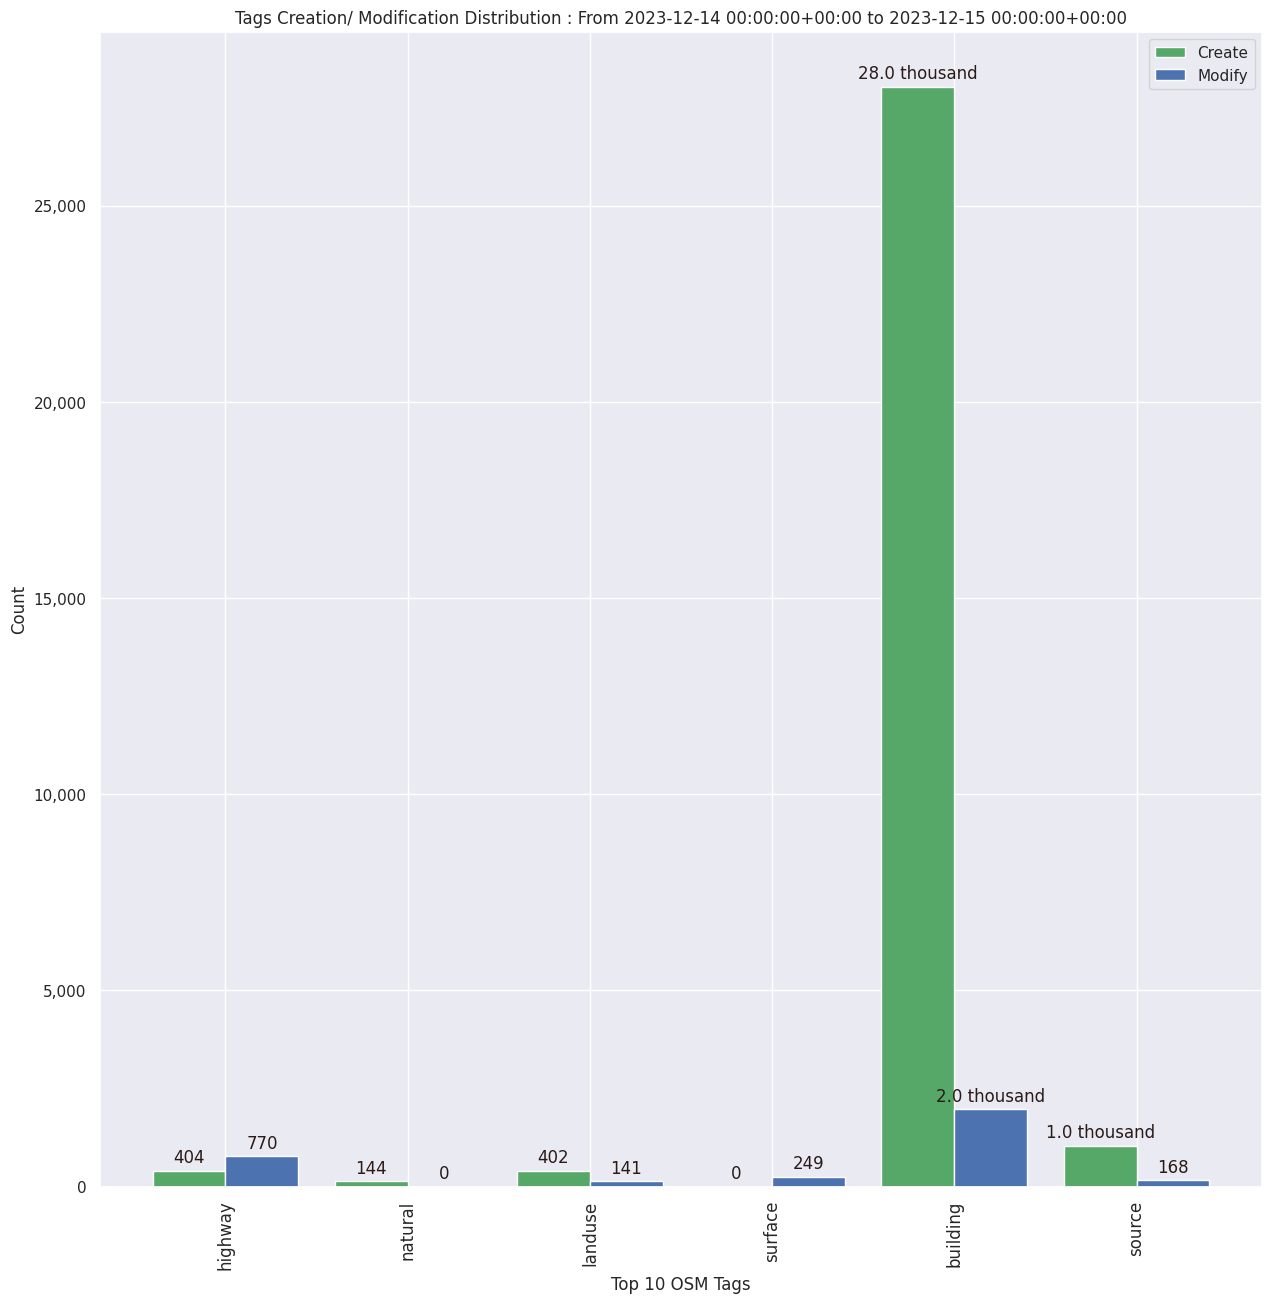 Tags Creation/ Modification Distribution : From 2023-12-14 00:00:00+00:00 to 2023-12-15 00:00:00+00:00
Create
Modify
28.0 thousand
25,000
20,000
15,000
Count
10,000
5,000
2.0 thousand
1.0 thousand
404
770
144
0
402
141
0
249
168
0
highway
natural
landuse
surface
building
source
Top 10 OSM Tags